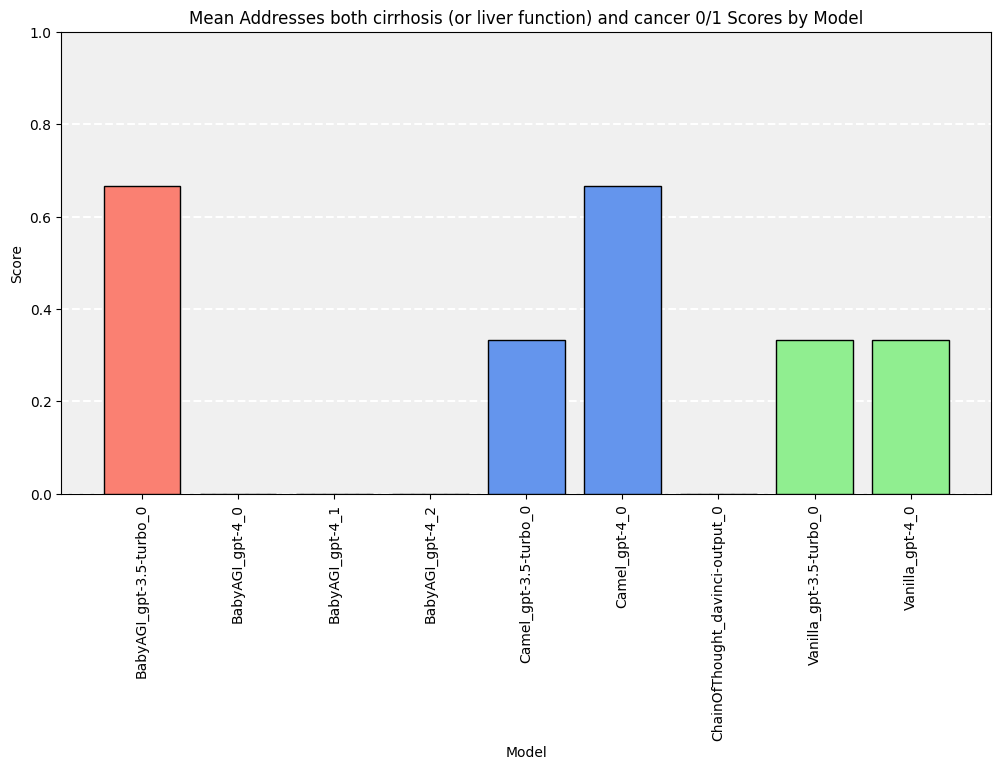 Mean Addresses both cirrhosis (or liver function) and cancer 0/1 Scores by Model
1.0
0.8
0.6
0.4
0.2
0.0
Score
BabyAGI_gpt-3.5-turbo_0
BabyAGI_gpt-4_0
BabyAGI_gpt-4_1
BabyAGI_gpt-4_2
Camel_gpt-3.5-turbo_0
Camel_gpt-4_0
ChainOfThought_davinci-output_0
Vanilla_gpt-3.5-turbo_0
Vanilla_gpt-4_0
Model